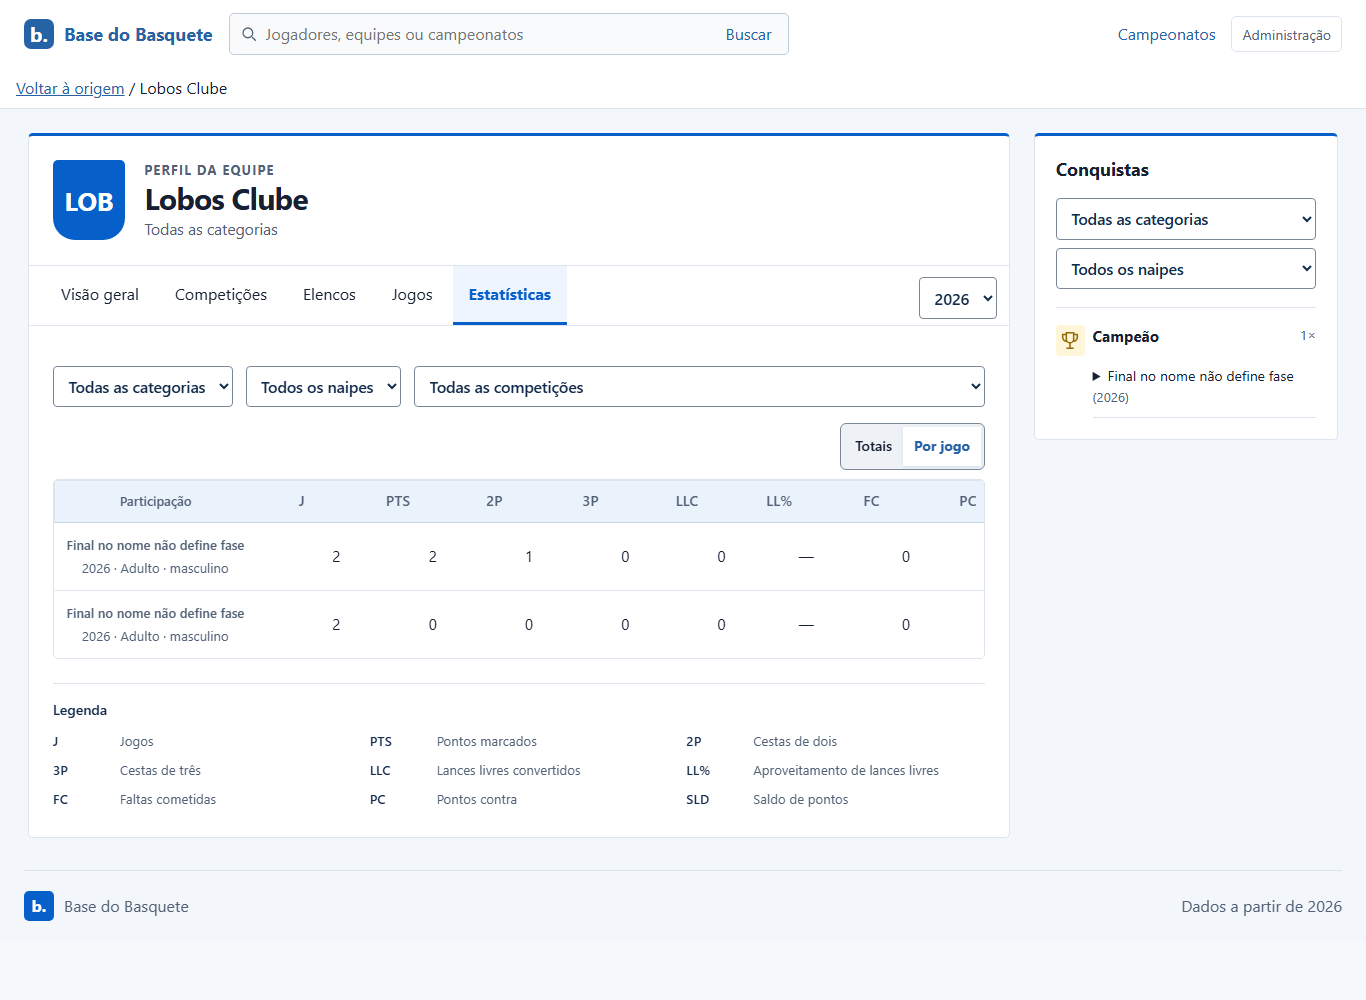 b. Base do Basquete
Jogadores, equipes ou campeonatos
Buscar
Campeonatos
Administração
Voltar à origem / Lobos Clube
LOB
PERFIL DA EQUIPE
Lobos Clube
Todas as categorias
Visão geral
Competições
Elencos
Jogos
Estatísticas
2026
Todas as categorias
Todos os naipes
Todas as competições
Totais
Por jogo
Participação J PTS 2P 3P LLC LL% FC PC
Final no nome não define fase
2026 · Adulto · masculino
2 2 1 0 0 — 0
Final no nome não define fase
2026 · Adulto · masculino
2 0 0 0 0 — 0
Legenda
J Jogos PTS Pontos marcados 2P Cestas de dois
3P Cestas de três LLC Lances livres convertidos LL% Aproveitamento de lances livres
FC Faltas cometidas PC Pontos contra SLD Saldo de pontos
Conquistas
Todas as categorias
Todos os naipes
Campeão 1×
Final no nome não define fase
(2026)
b. Base do Basquete
Dados a partir de 2026